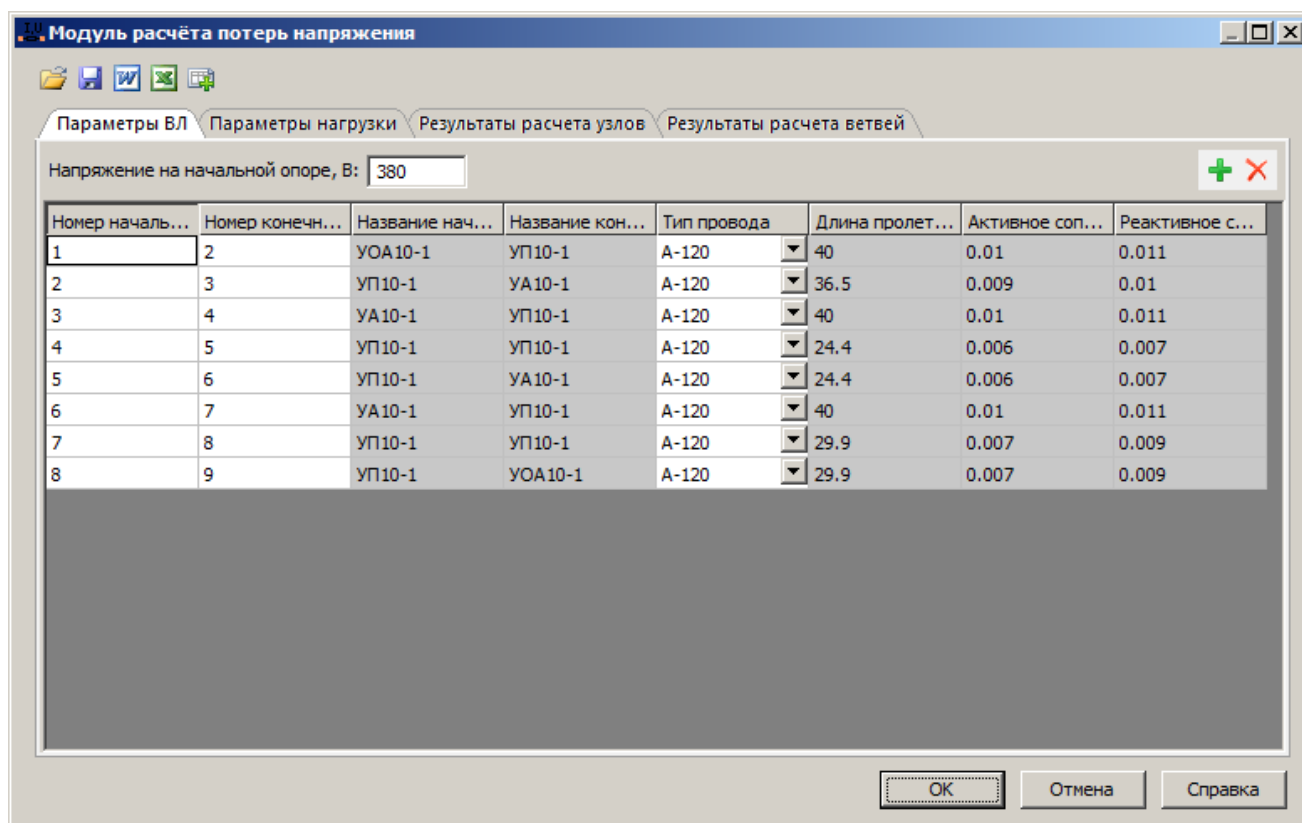 Модуль расчёта потерь напряжения
Параметры ВЛ Параметры нагрузки Результаты расчета узлов Результаты расчета ветвей
Напряжение на начальной опоре, В: 380
Номер началь... Номер конечн... Название нач... Название кон... Тип провода Длина пролет... Активное соп... Реактивное с...
1 2 УОА10-1 УП10-1 А-120 40 0.01 0.011
2 3 УП10-1 УА10-1 А-120 36.5 0.009 0.01
3 4 УА10-1 УП10-1 А-120 40 0.01 0.011
4 5 УП10-1 УП10-1 А-120 24.4 0.006 0.007
5 6 УП10-1 УА10-1 А-120 24.4 0.006 0.007
6 7 УА10-1 УП10-1 А-120 40 0.01 0.011
7 8 УП10-1 УП10-1 А-120 29.9 0.007 0.009
8 9 УП10-1 УОА10-1 А-120 29.9 0.007 0.009
OK Отмена Справка